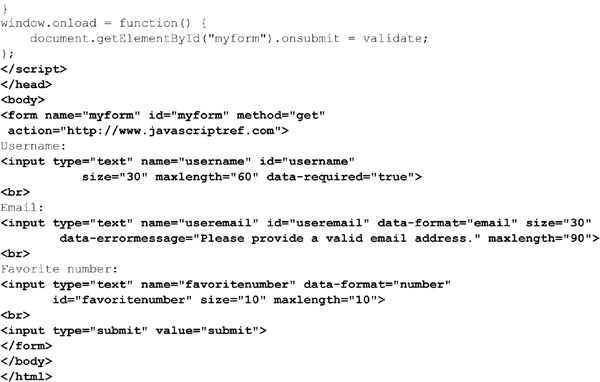 }
window.onload = function() {
    document.getElementById("myform").onsubmit = validate;
};
</script>
</head>
<body>
<form name="myform" id="myform" method="get"
 action="http://www.javascriptref.com">
Username:
<input type="text" name="username" id="username"
           size="30" maxlength="60" data-required="true">
<br>
Email:
<input type="text" name="useremail" id="useremail" data-format="email" size="30"
        data-errormessage="Please provide a valid email address." maxlength="90">
<br>
Favorite number:
<input type="text" name="favoritenumber" data-format="number"
       id="favoritenumber" size="10" maxlength="10">
<br>
<input type="submit" value="submit">
</form>
</body>
</html>